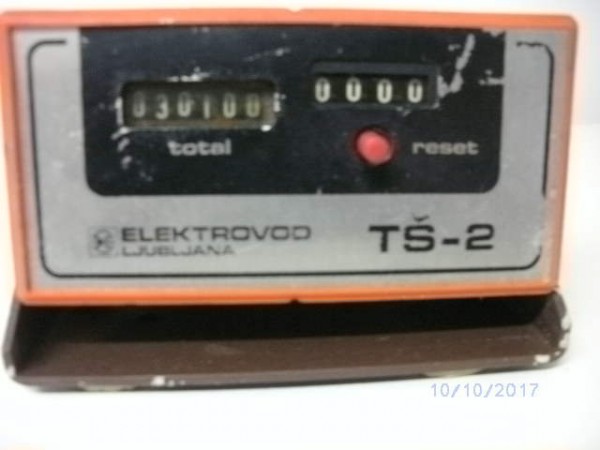 030100
0000
total
reset
ELEKTROVOD
LJUBLJANA
TŠ-2
10/10/2017